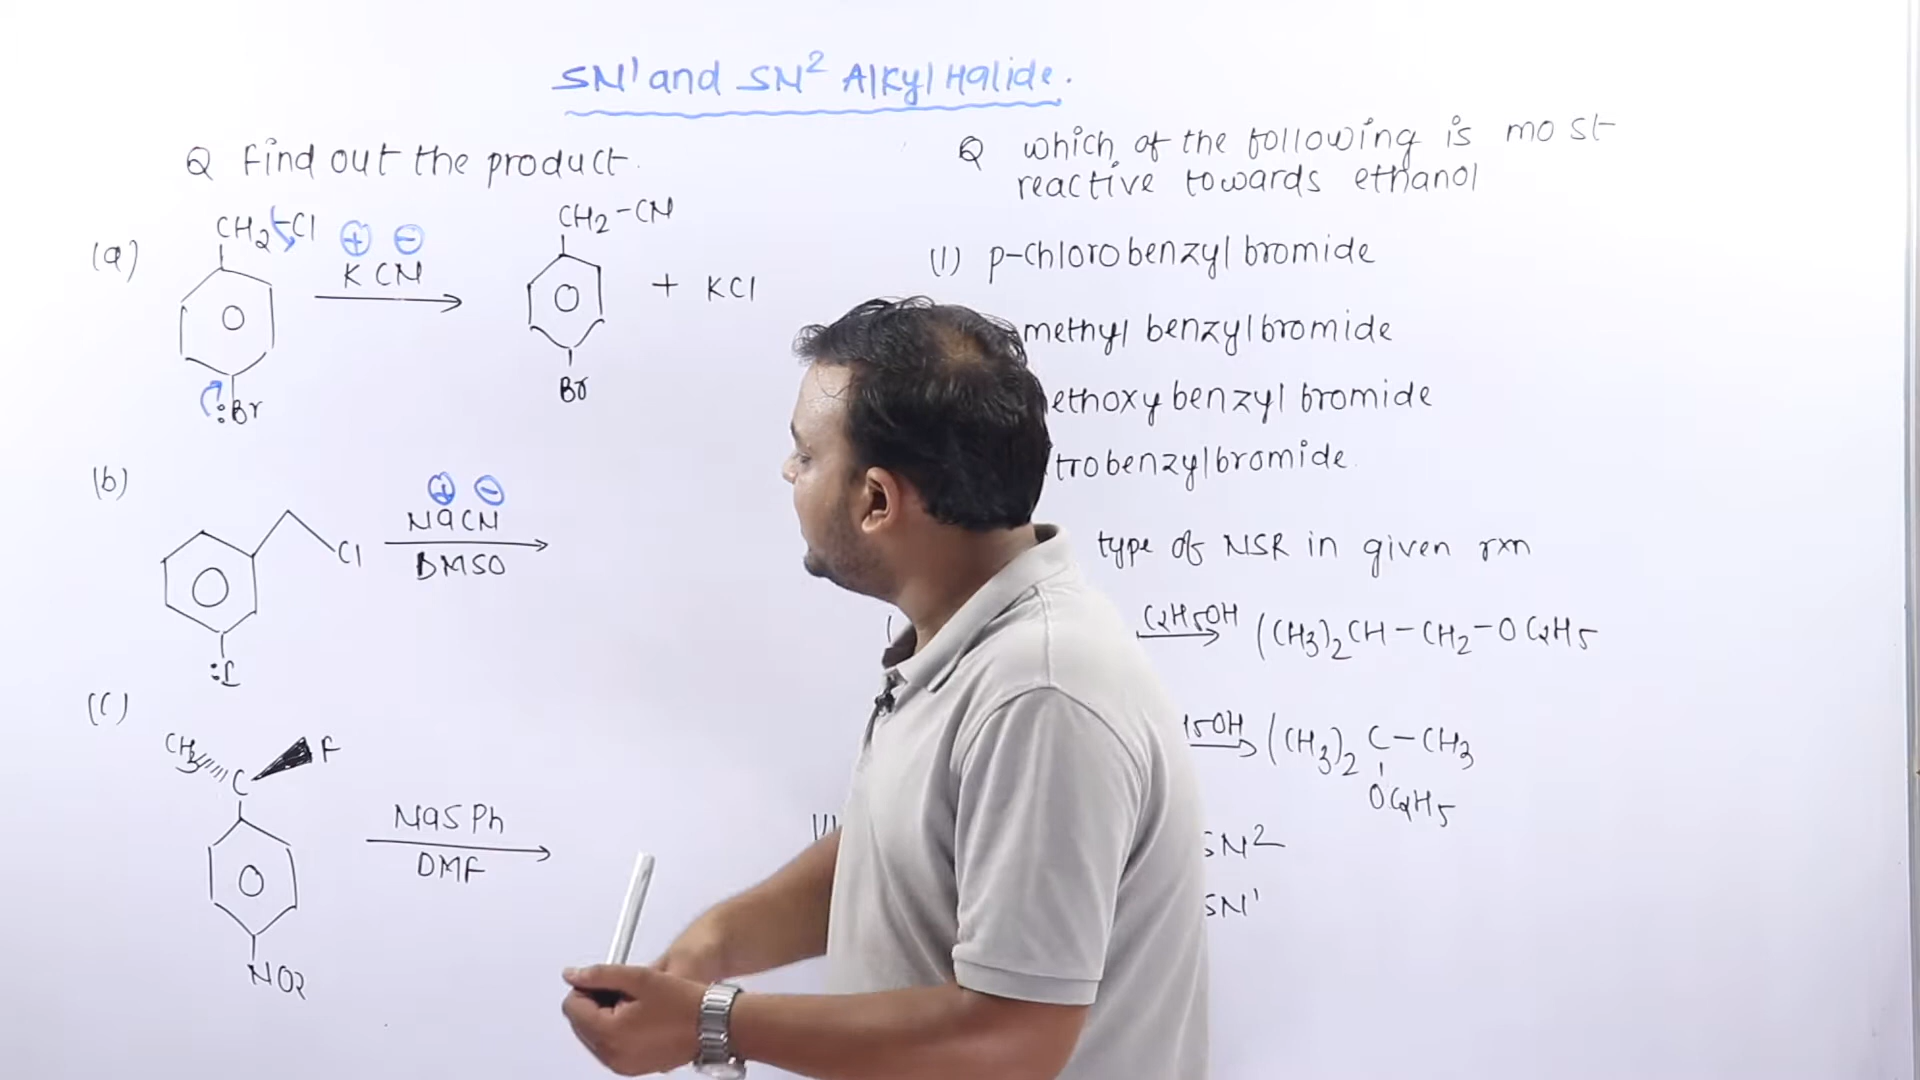 SN1 and SN2 Alkyl Halide.
Q Find out the product.
(a)
CH2-Cl
:Br
⊕ ⊖
KCN
CH2-CN
Br
+ KCl
(b)
Cl
:I
⊕ ⊖
NaCN
DMSO
(c)
CH3
C
F
NO2
NaSPh
DMF
Q which of the following is most
reactive towards ethanol
(1) p-chlorobenzyl bromide
methyl benzyl bromide
ethoxy benzyl bromide
trobenzyl bromide.
type of NSR in given rxn
C2H5OH (CH3)2CH-CH2-OC2H5
H5OH (CH3)2 C-CH3
OC2H5
SN2
SN1